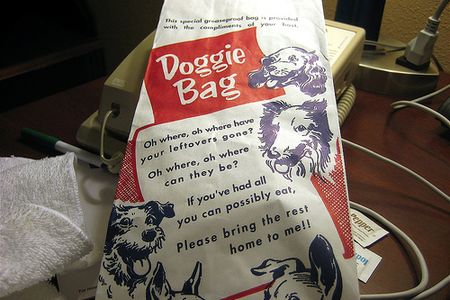 This special greaseproof bag is provided
with the compliments of your host.
Doggie
Bag
Oh where, oh where have
your leftovers gone?
Oh where, oh where
can they be?
If you've had all
you can possibly eat,
Please bring the rest
home to me!!
Pepper